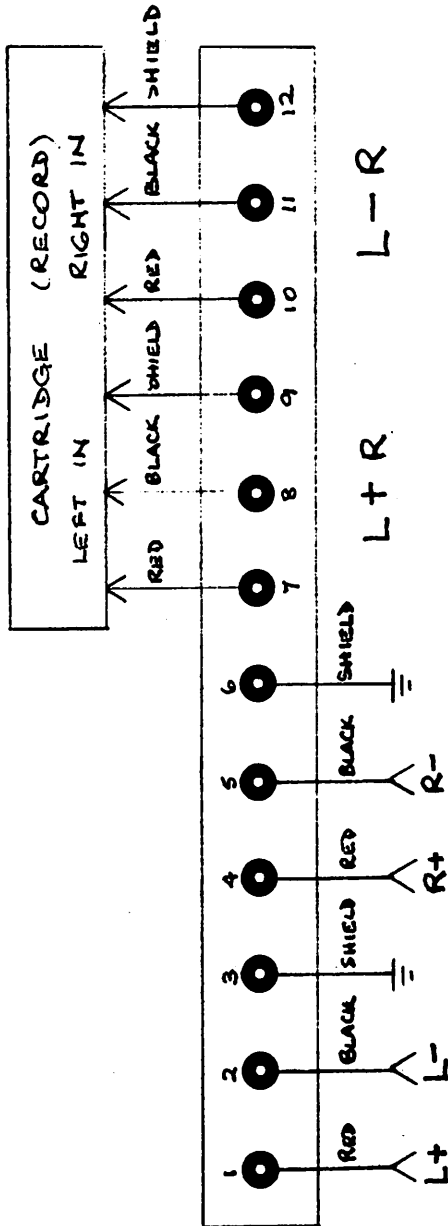 CARTRIDGE (RECORD)
LEFT IN RIGHT IN
RED BLACK SHIELD RED BLACK SHIELD
1 2 3 4 5 6 7 8 9 10 11 12
RED BLACK SHIELD RED BLACK SHIELD
L+ L- R+ R-
L+R L-R